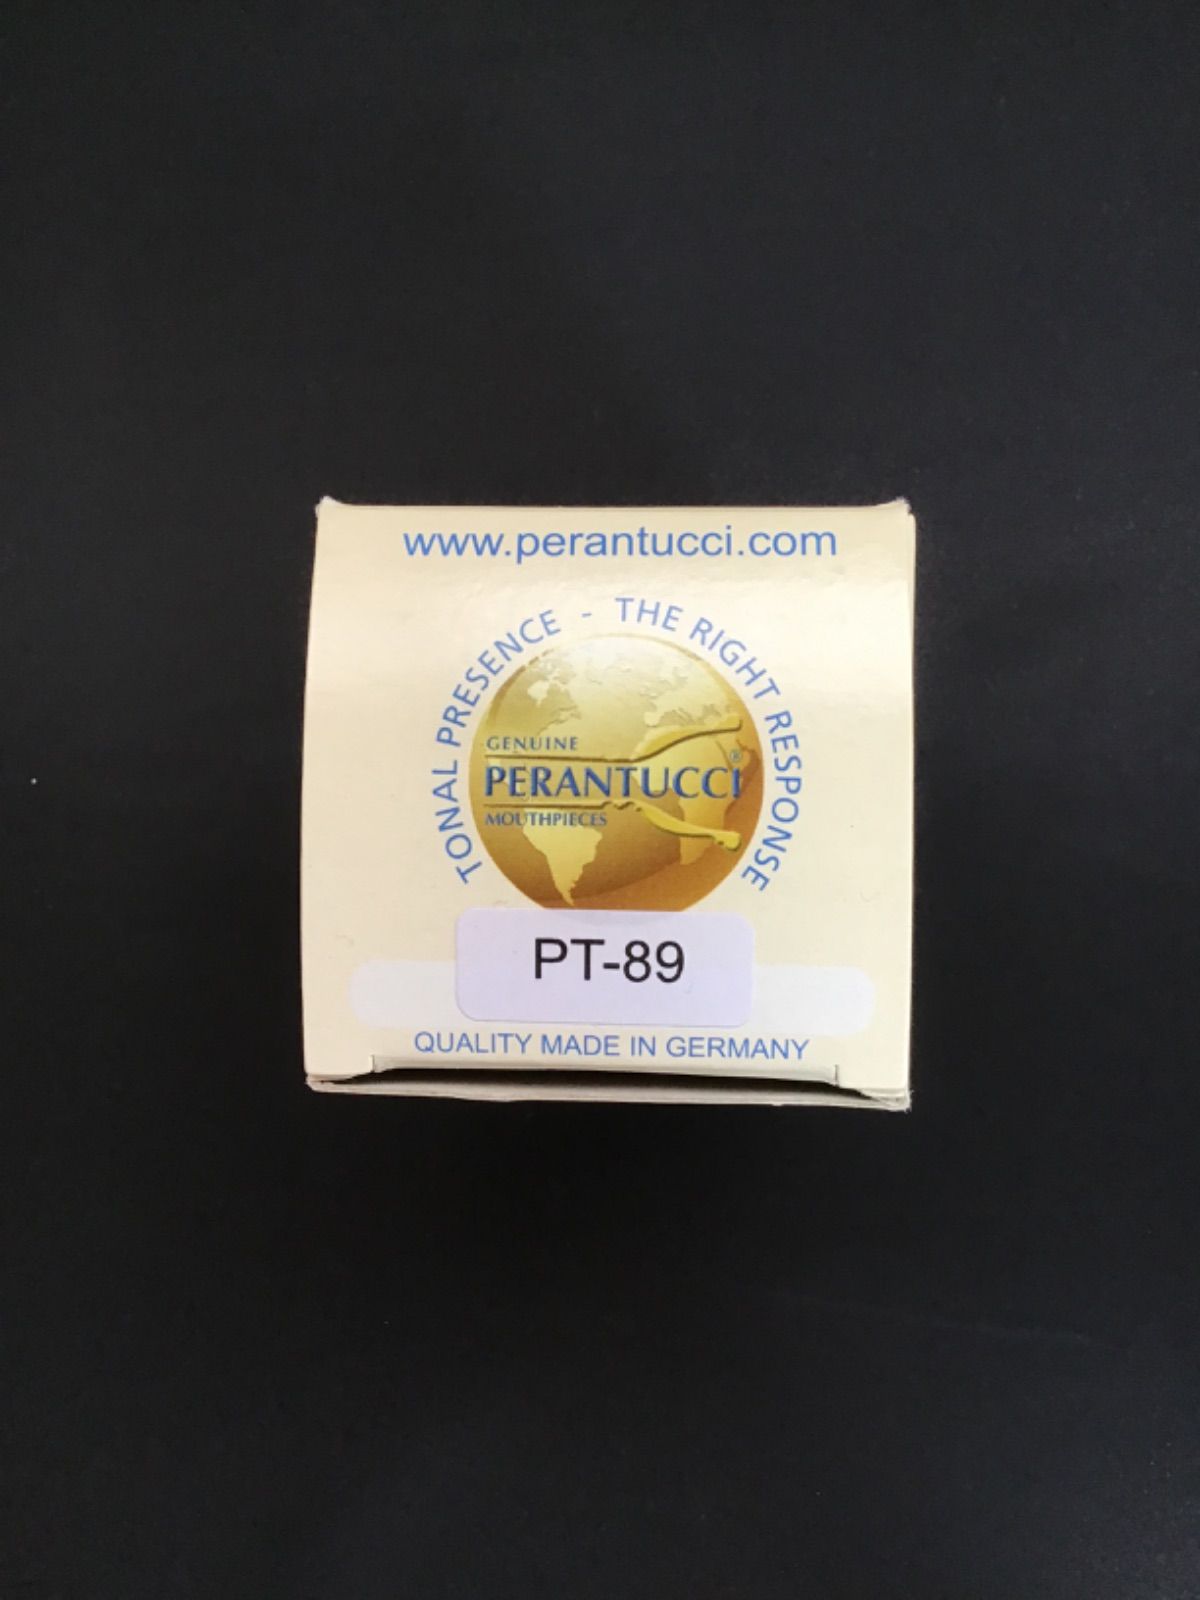 www.perantucci.com
TONAL PRESENCE - THE RIGHT RESPONSE
GENUINE
PERANTUCCI®
MOUTHPIECES
PT-89
QUALITY MADE IN GERMANY